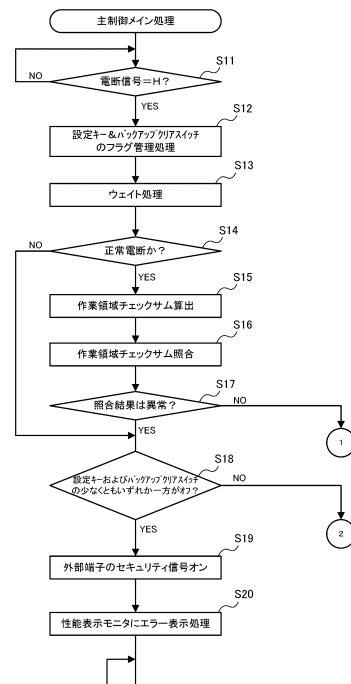 主制御メイン処理
S11
電断信号=H?
NO
YES
S12
設定キー&バックアップクリアスイッチ
のフラグ管理処理
S13
ウェイト処理
S14
正常電断か?
NO
YES
S15
作業領域チェックサム算出
S16
作業領域チェックサム照合
S17
照合結果は異常?
NO
YES
1
S18
設定キーおよびバックアップクリアスイッチ
の少なくともいずれか一方がオフ?
NO
YES
2
S19
外部端子のセキュリティ信号オン
S20
性能表示モニタにエラー表示処理